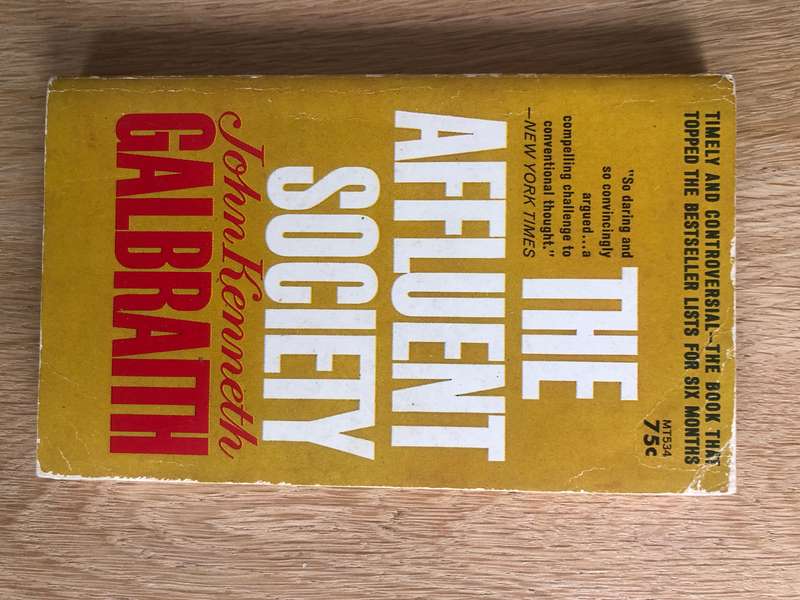 TIMELY AND CONTROVERSIAL—THE BOOK THAT
TOPPED THE BESTSELLER LISTS FOR SIX MONTHS
MT534
75c
"So daring and
so convincingly
argued...a
compelling challenge to
conventional thought."
—NEW YORK TIMES
THE
AFFLUENT
SOCIETY
John Kenneth
GALBRAITH